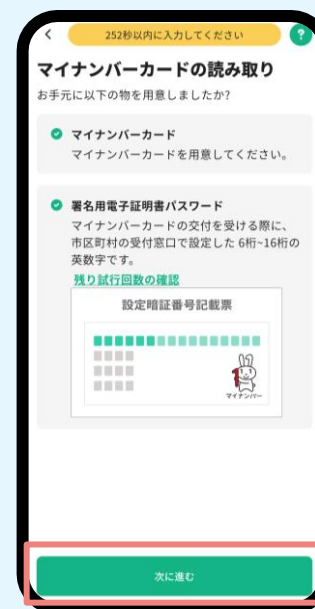 252秒以内に入力してください
?
マイナンバーカードの読み取り
お手元に以下の物を用意しましたか?
マイナンバーカード
マイナンバーカードを用意してください。
署名用電子証明書パスワード
マイナンバーカードの交付を受ける際に、
市区町村の受付窓口で設定した 6桁~16桁の
英数字です。
残り試行回数の確認
設定暗証番号記載票
マイナンバー
次に進む